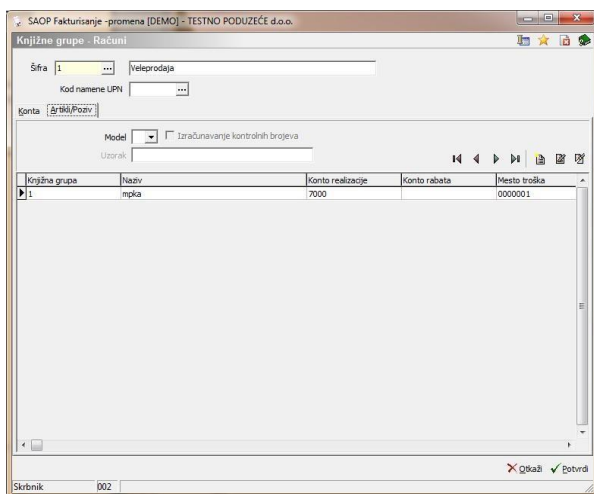 SAOP Fakturisanje -promena [DEMO] - TESTNO PODUZEĆE d.o.o.
Knjižne grupe - Računi
Šifra 1 ... Veleprodaja
Kod namene UPN ...
Konta Artikli/Poziv
Model Izračunavanje kontrolnih brojeva
Uzorak
Knjižna grupa Naziv Konto realizacije Konto rabata Mesto troška
1 mpka 7000 0000001
Otkaži Potvrdi
Skrbnik 002